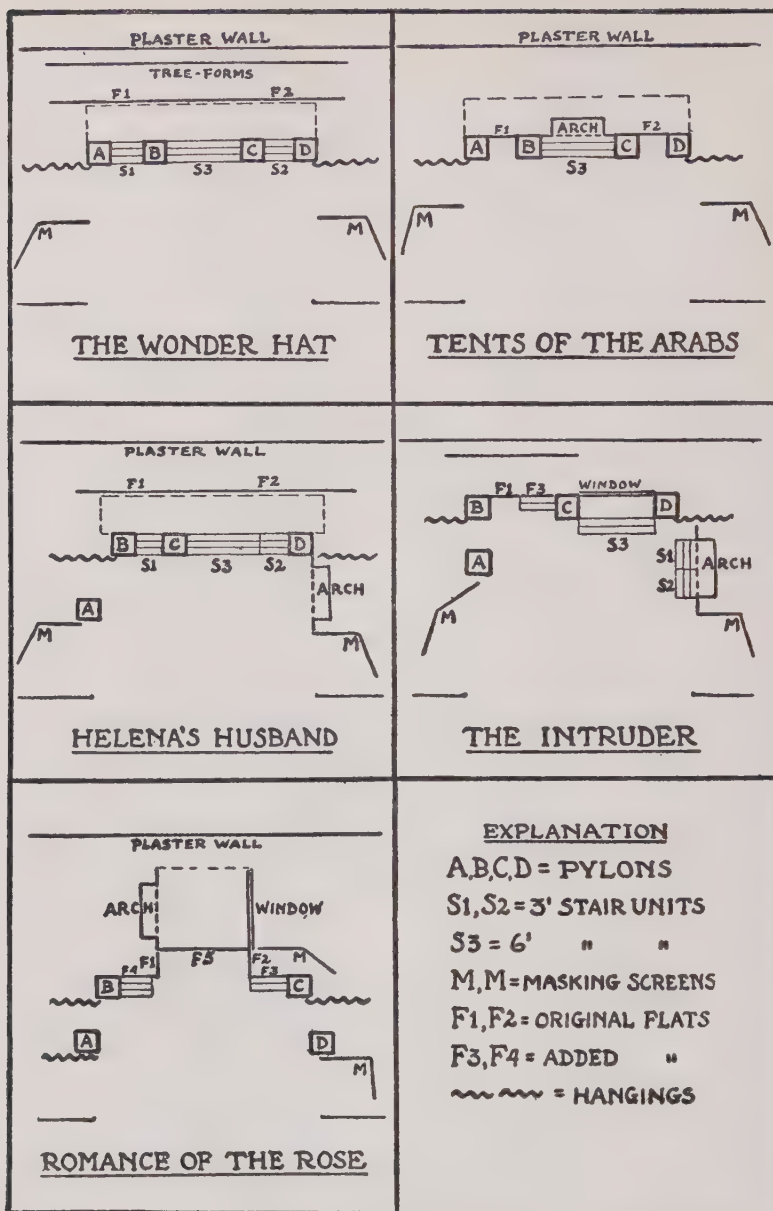 PLASTER WALL
TREE-FORMS
F1 F2
A B C D
S1 S3 S2
M M
THE WONDER HAT
PLASTER WALL
F1 ARCH F2
A B C D
S3
M M
TENTS OF THE ARABS
PLASTER WALL
F1 F2
B C D
S1 S3 S2
ARCH
A
M M
HELENA'S HUSBAND
WINDOW
F1 F3
B C D
S3
S1 ARCH
A
S2
M M
THE INTRUDER
PLASTER WALL
ARCH WINDOW
F1 F5 F2 M
F4 F3
B C
A D
M
ROMANCE OF THE ROSE
EXPLANATION
A,B,C,D = PYLONS
S1,S2 = 3' STAIR UNITS
S3 = 6' " "
M,M = MASKING SCREENS
F1,F2 = ORIGINAL FLATS
F3,F4 = ADDED "
= HANGINGS